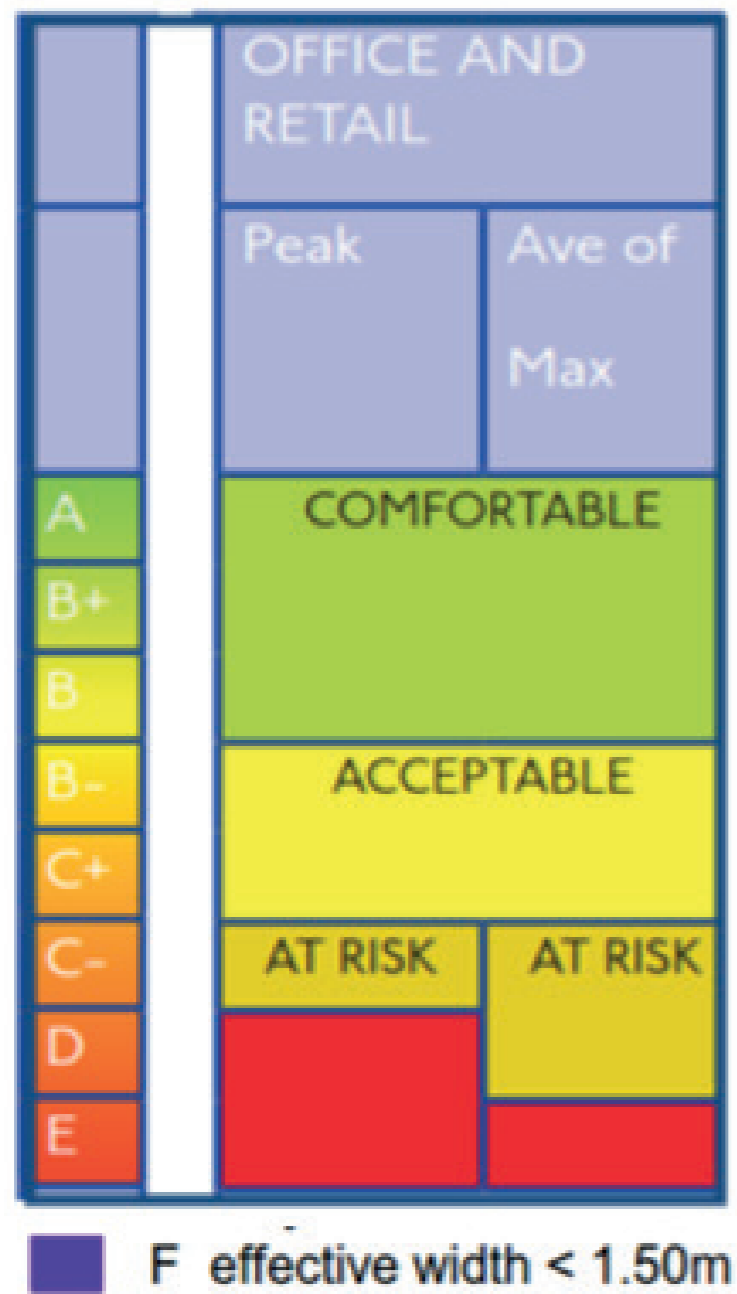 OFFICE AND
RETAIL
Peak
Ave of
Max
A
COMFORTABLE
B+
B
B-
ACCEPTABLE
C+
C-
AT RISK
AT RISK
D
E
F effective width < 1.50m